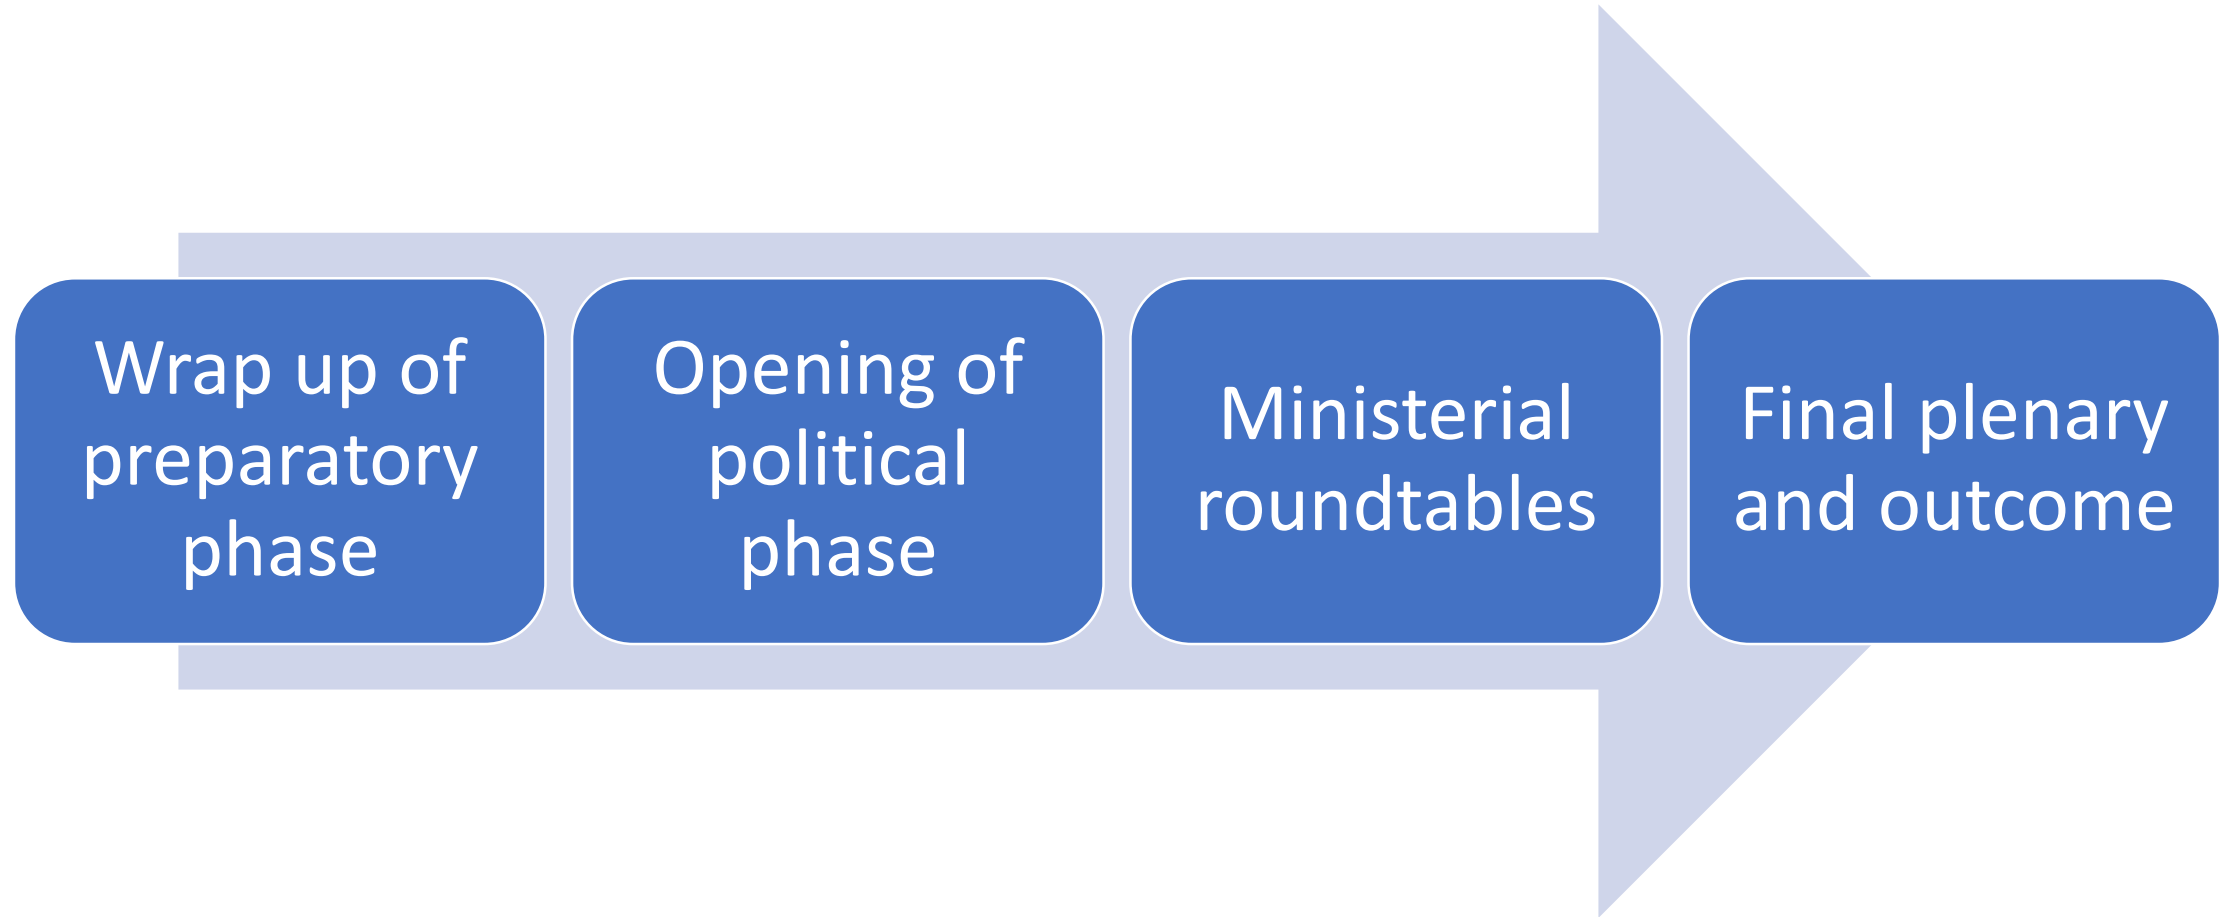 Wrap up of
preparatory
phase
Opening of
political
phase
Ministerial
roundtables
Final plenary
and outcome